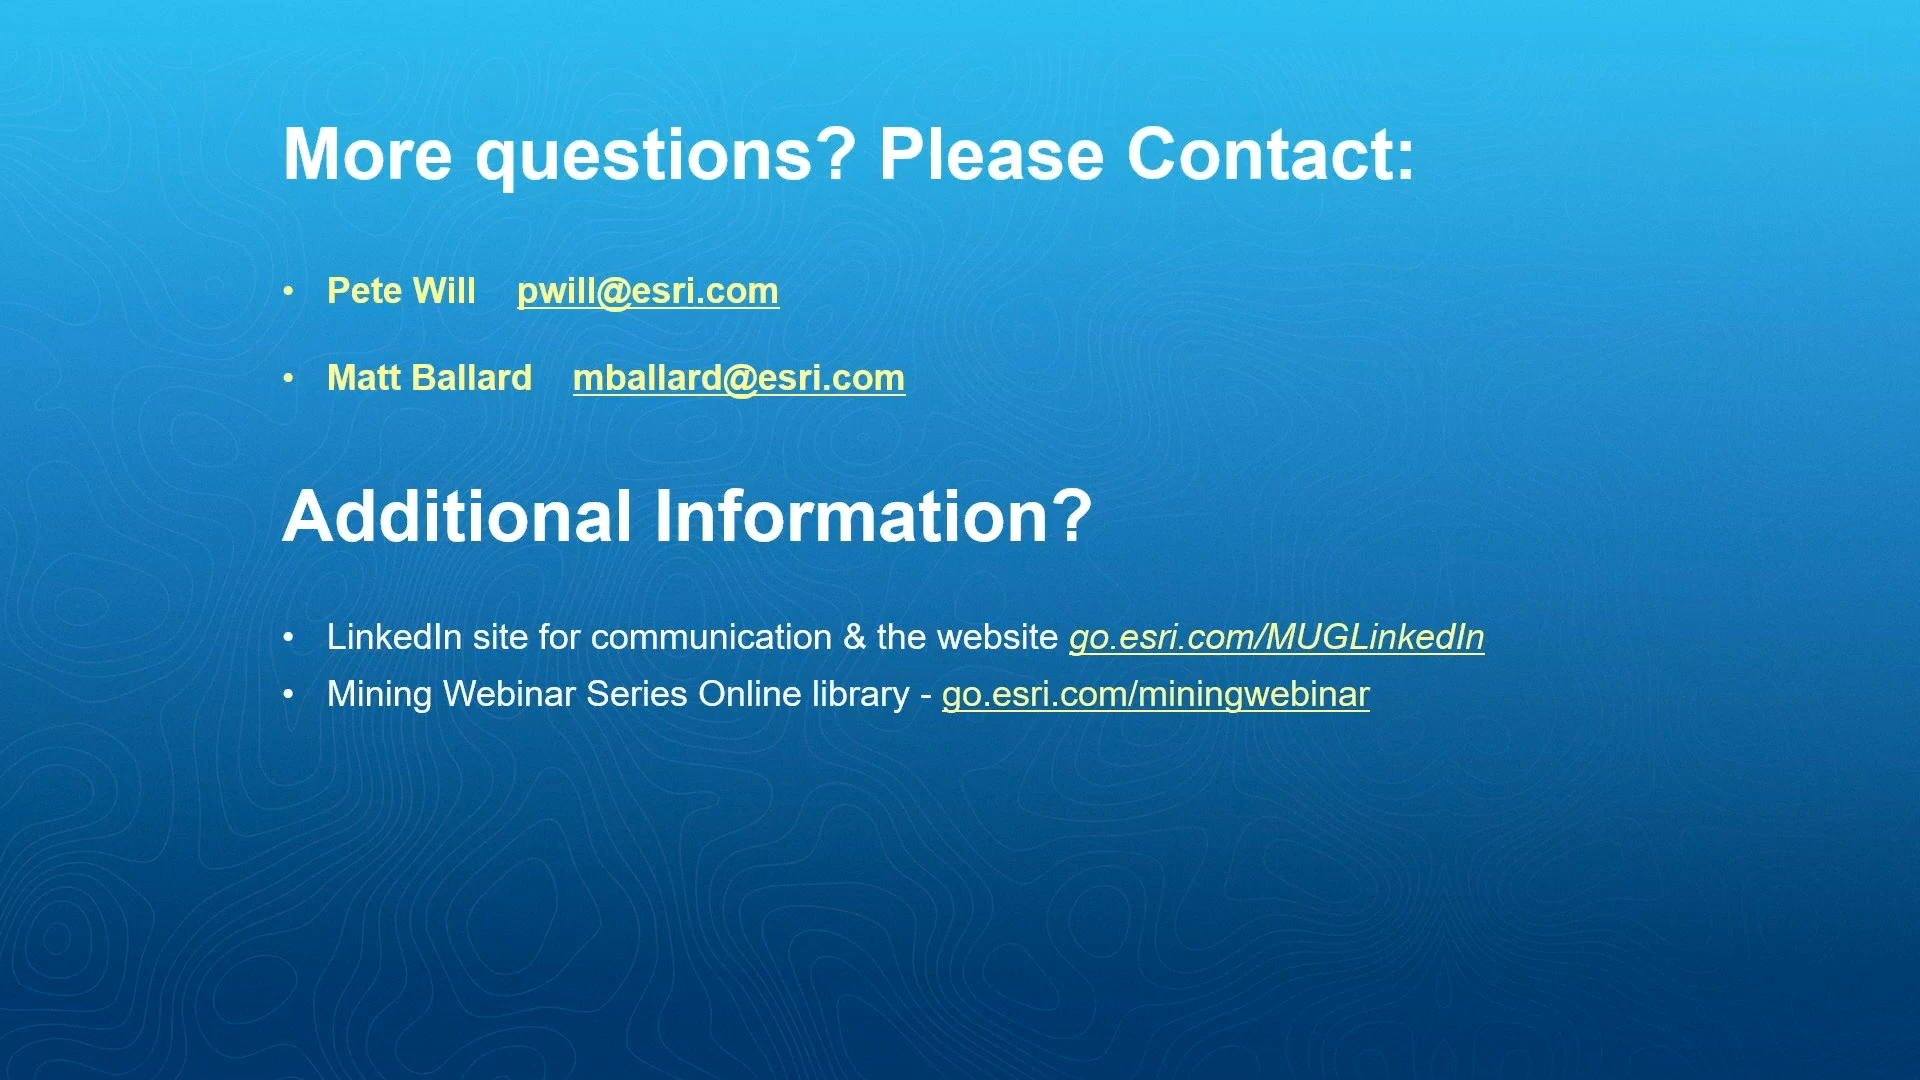 More questions? Please Contact:
• Pete Will pwill@esri.com
• Matt Ballard mballard@esri.com
Additional Information?
• LinkedIn site for communication & the website go.esri.com/MUGLinkedIn
• Mining Webinar Series Online library - go.esri.com/miningwebinar